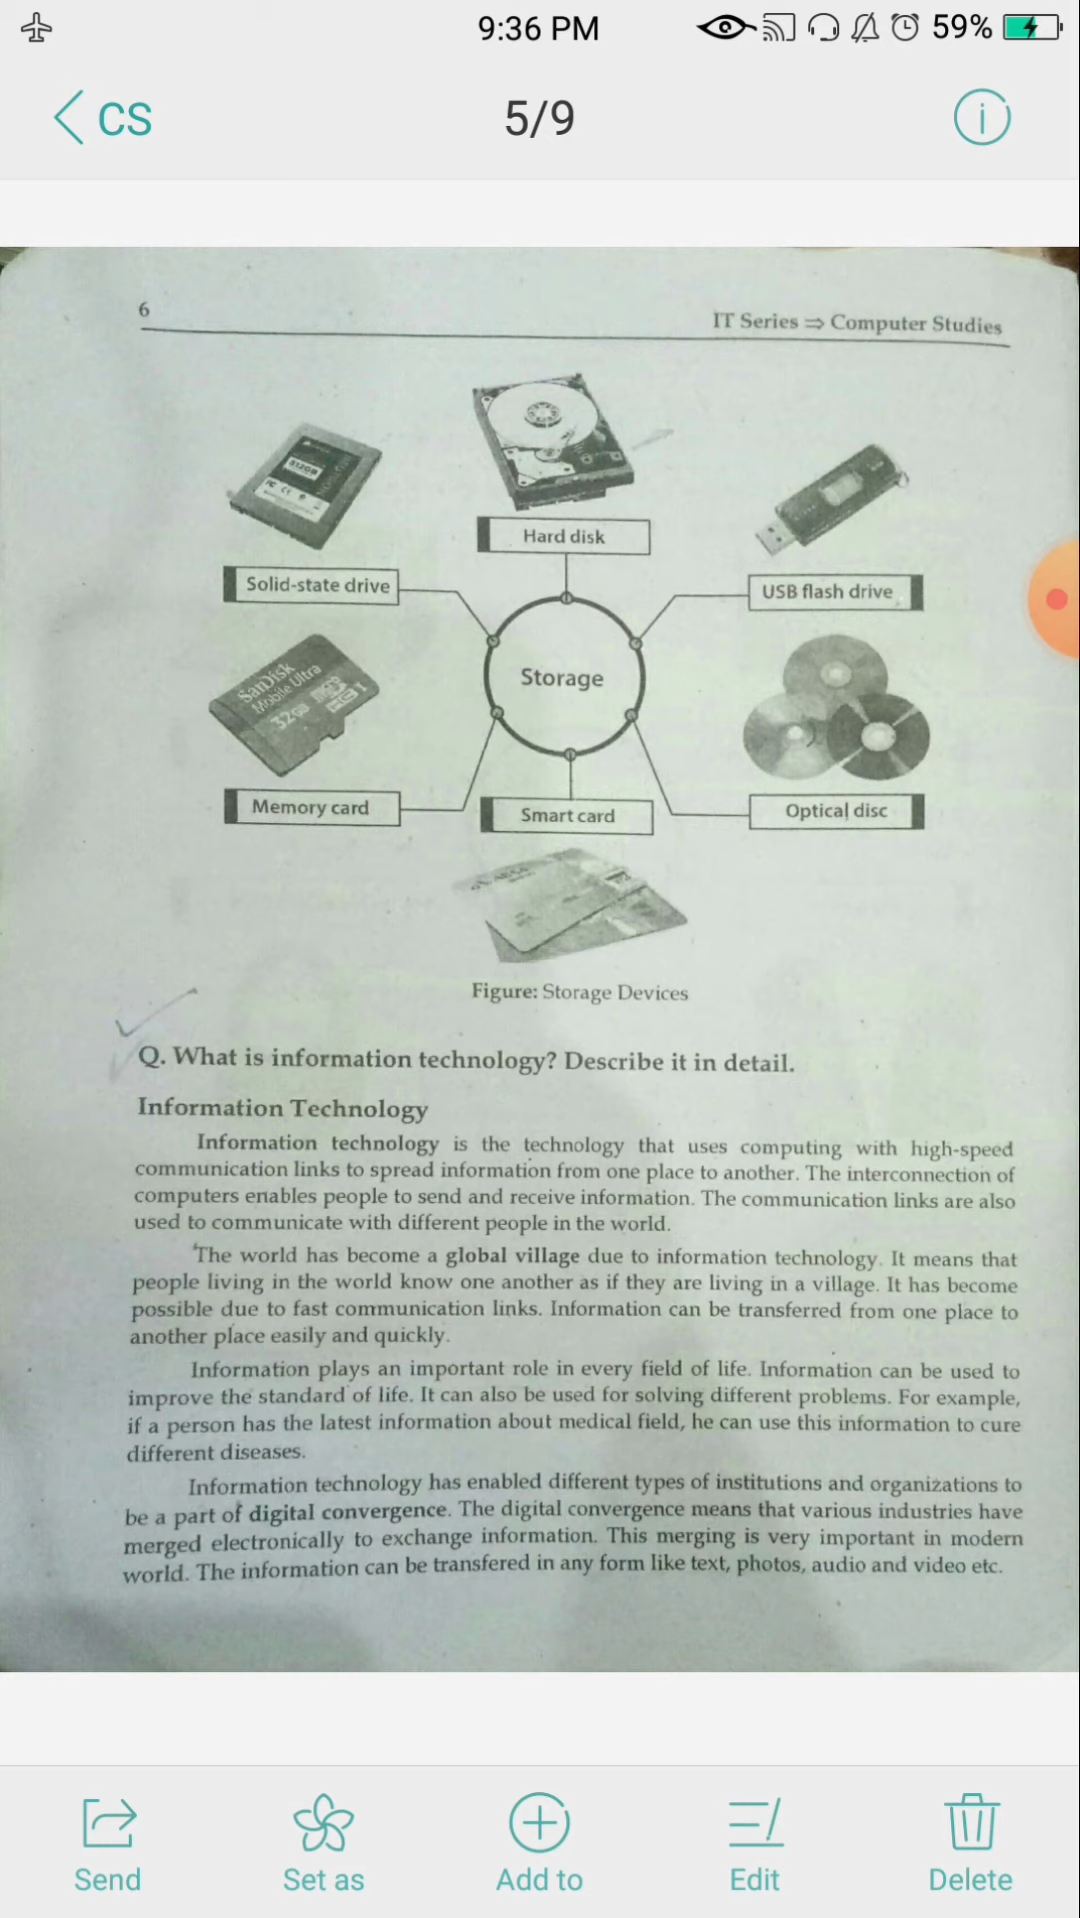 9:36 PM
59%
CS
5/9
6
IT Series ⇒ Computer Studies
512GB
Hard disk
Solid-state drive
USB flash drive
SanDisk
Mobile Ultra
32GB
Storage
Memory card
Smart card
Optical disc
Figure: Storage Devices
Q. What is information technology? Describe it in detail.
Information Technology
Information technology is the technology that uses computing with high-speed
communication links to spread information from one place to another. The interconnection of
computers enables people to send and receive information. The communication links are also
used to communicate with different people in the world.
The world has become a global village due to information technology. It means that
people living in the world know one another as if they are living in a village. It has become
possible due to fast communication links. Information can be transferred from one place to
another place easily and quickly.
Information plays an important role in every field of life. Information can be used to
improve the standard of life. It can also be used for solving different problems. For example,
if a person has the latest information about medical field, he can use this information to cure
different diseases.
Information technology has enabled different types of institutions and organizations to
be a part of digital convergence. The digital convergence means that various industries have
merged electronically to exchange information. This merging is very important in modern
world. The information can be transfered in any form like text, photos, audio and video etc.
Send
Set as
Add to
Edit
Delete